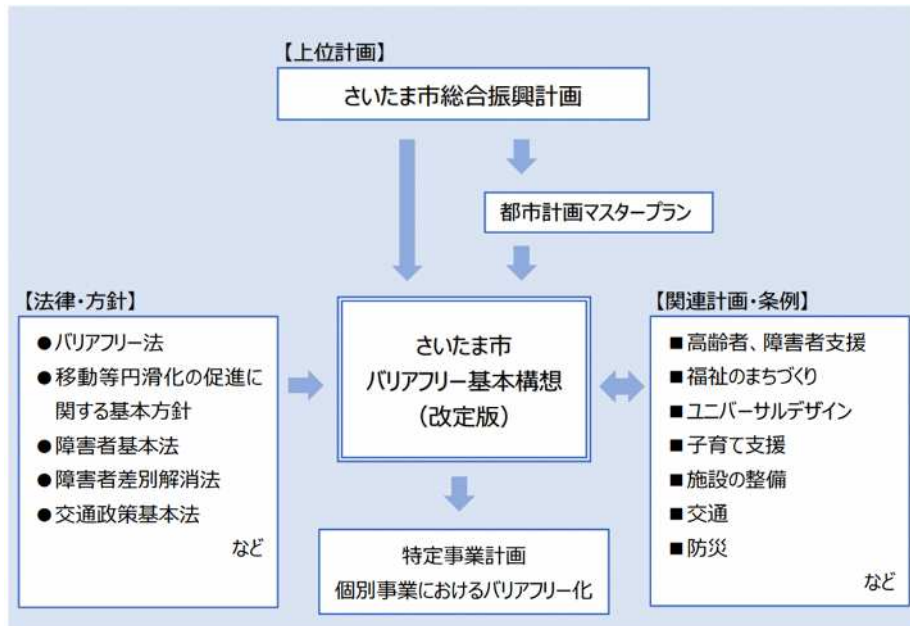 【上位計画】
さいたま市総合振興計画
都市計画マスタープラン
【法律・方針】
●バリアフリー法
●移動等円滑化の促進に
関する基本方針
●障害者基本法
●障害者差別解消法
●交通政策基本法
など
さいたま市
バリアフリー基本構想
（改定版）
【関連計画・条例】
■高齢者、障害者支援
■福祉のまちづくり
■ユニバーサルデザイン
■子育て支援
■施設の整備
■交通
■防災
など
特定事業計画
個別事業におけるバリアフリー化